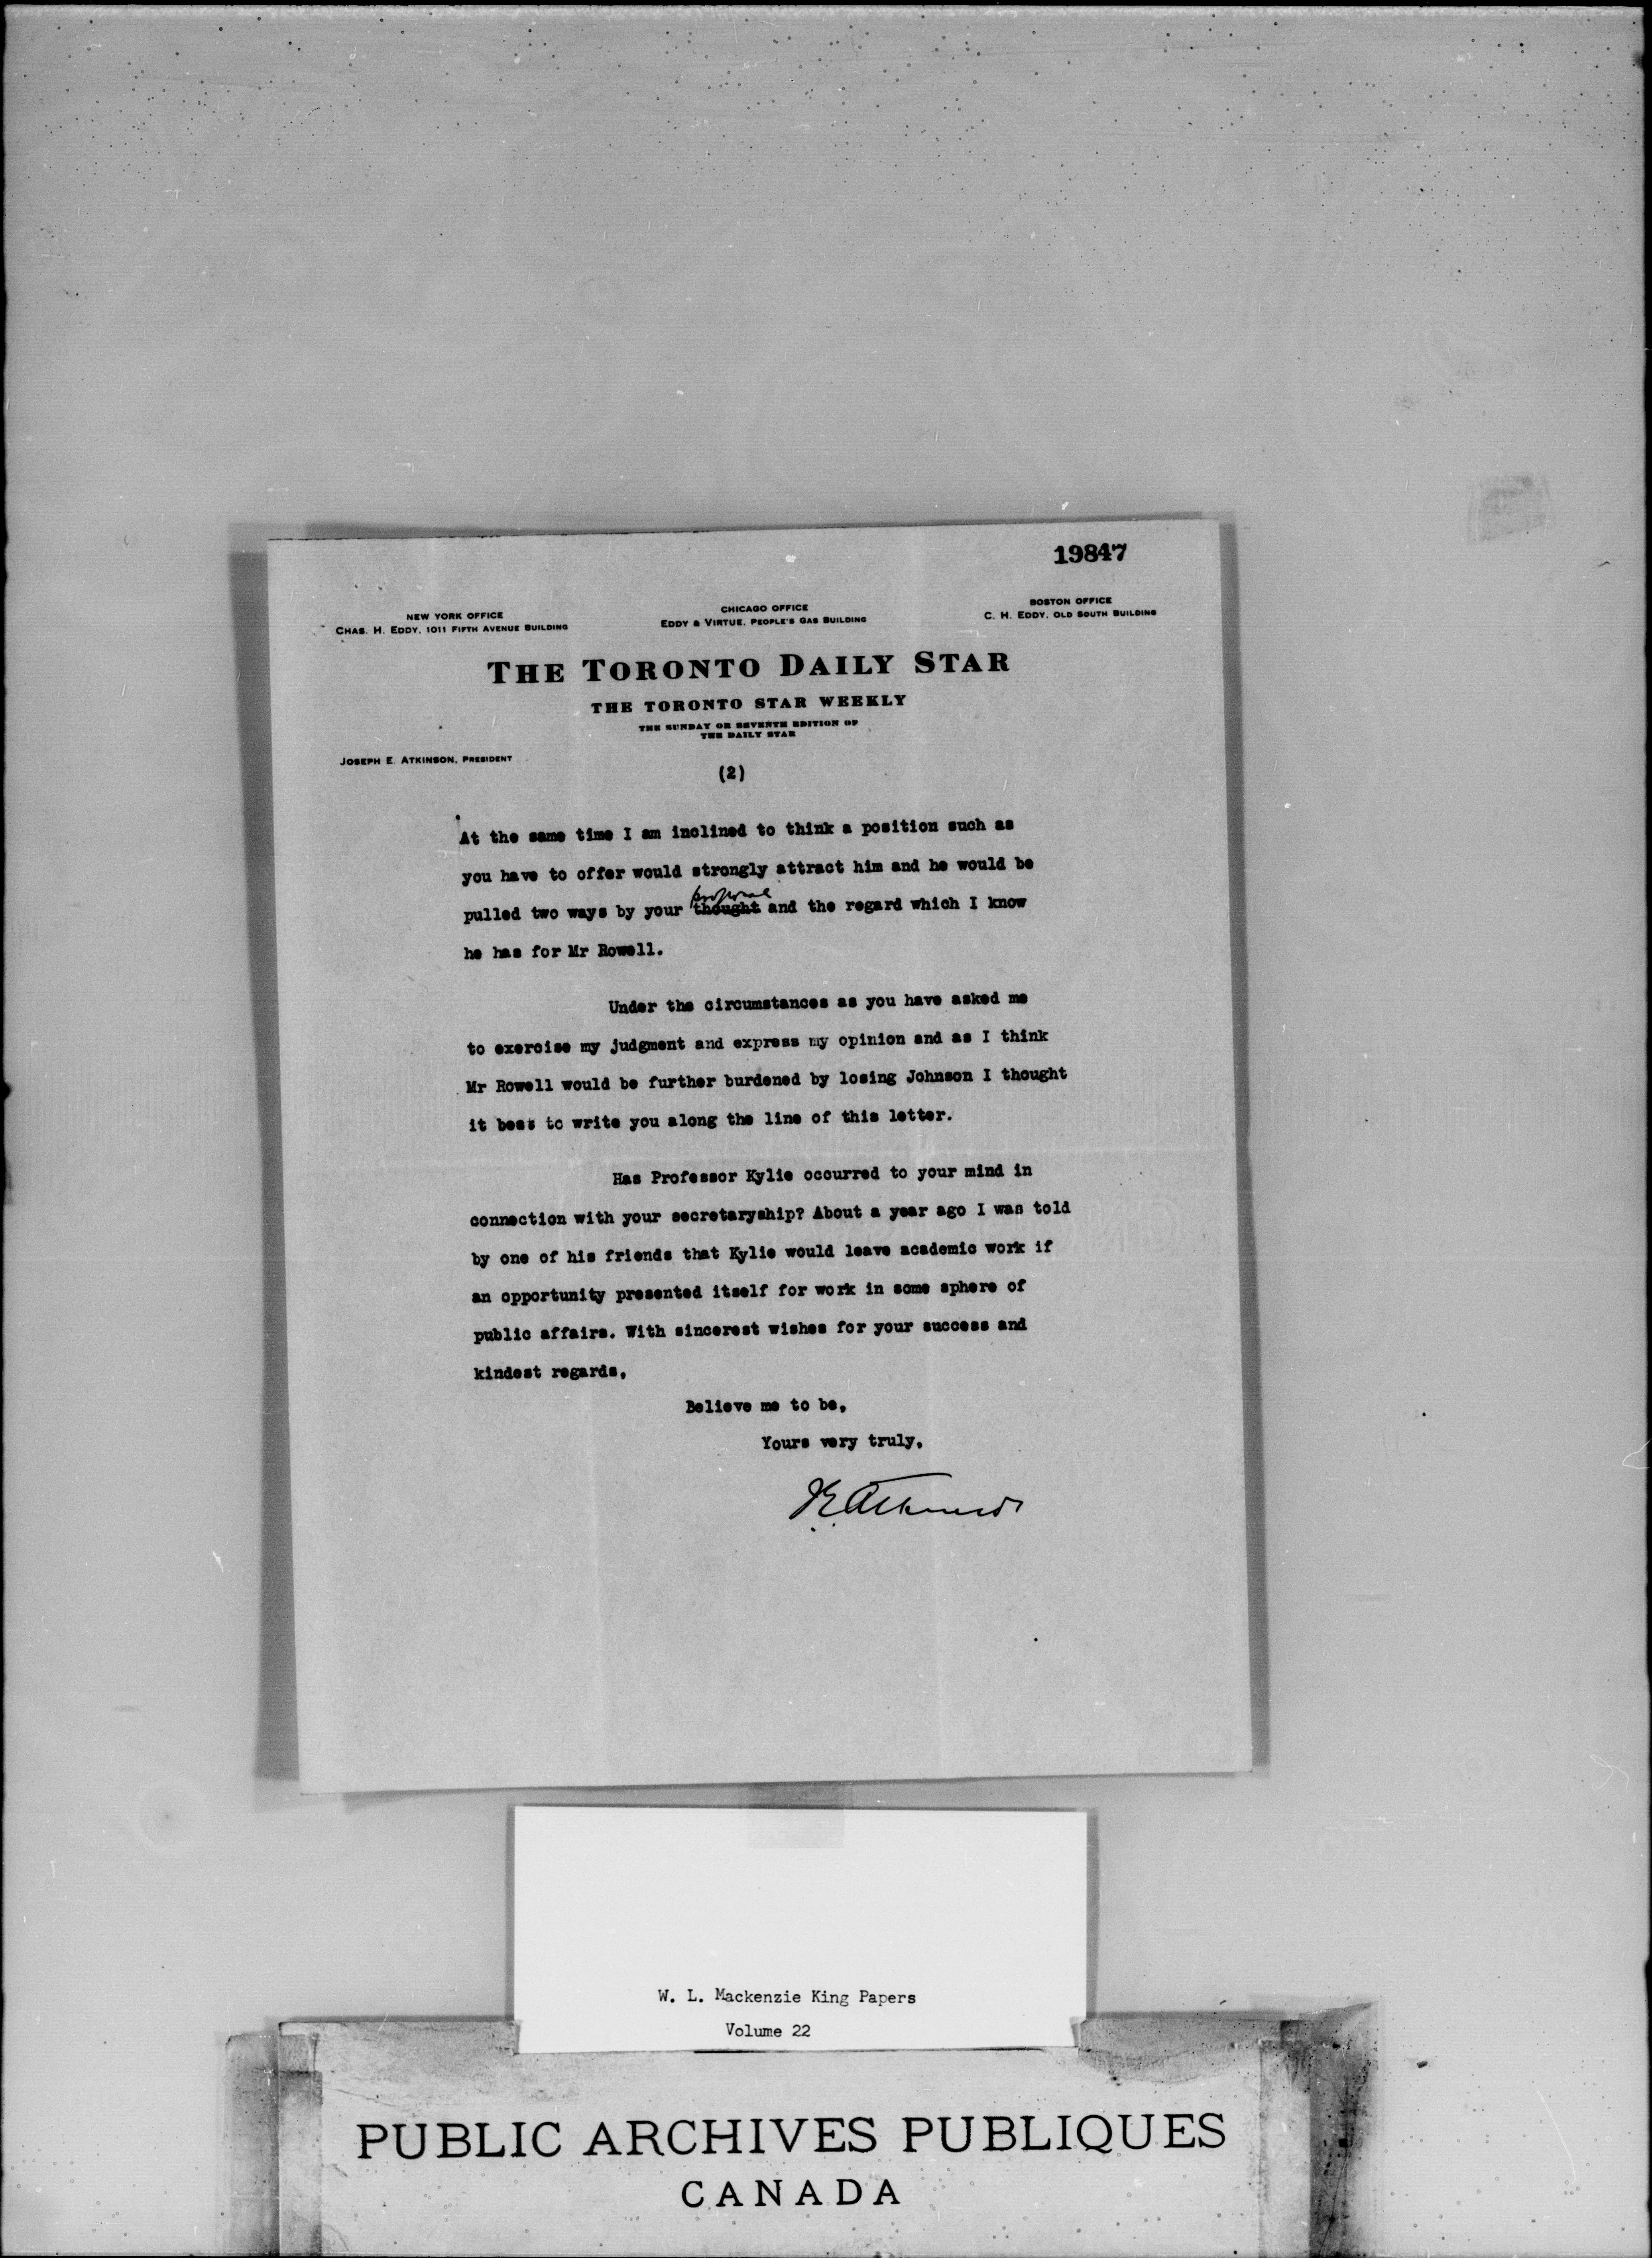 19847
NEW YORK OFFICE
CHAS. H. EDDY, 1011 FIFTH AVENUE BUILDING
CHICAGO OFFICE
EDDY & VIRTUE, PEOPLE'S GAS BUILDING
BOSTON OFFICE
C. H. EDDY, OLD SOUTH BUILDING
THE TORONTO DAILY STAR
THE TORONTO STAR WEEKLY
THE SUNDAY OR SEVENTH EDITION OF
THE DAILY STAR
JOSEPH E. ATKINSON, PRESIDENT
(2)
At the same time I am inclined to think a position such as
you have to offer would strongly attract him and he would be
proposal
pulled two ways by your thought and the regard which I know
he has for Mr Rowell.
Under the circumstances as you have asked me
to exercise my judgment and express my opinion and as I think
Mr Rowell would be further burdened by losing Johnson I thought
it best to write you along the line of this letter.
Has Professor Kylie occurred to your mind in
connection with your secretaryship? About a year ago I was told
by one of his friends that Kylie would leave academic work if
an opportunity presented itself for work in some sphere of
public affairs. With sincerest wishes for your success and
kindest regards,
Believe me to be,
Yours very truly,
J.E. Atkinson
W. L. Mackenzie King Papers
Volume 22
PUBLIC ARCHIVES PUBLIQUES
CANADA